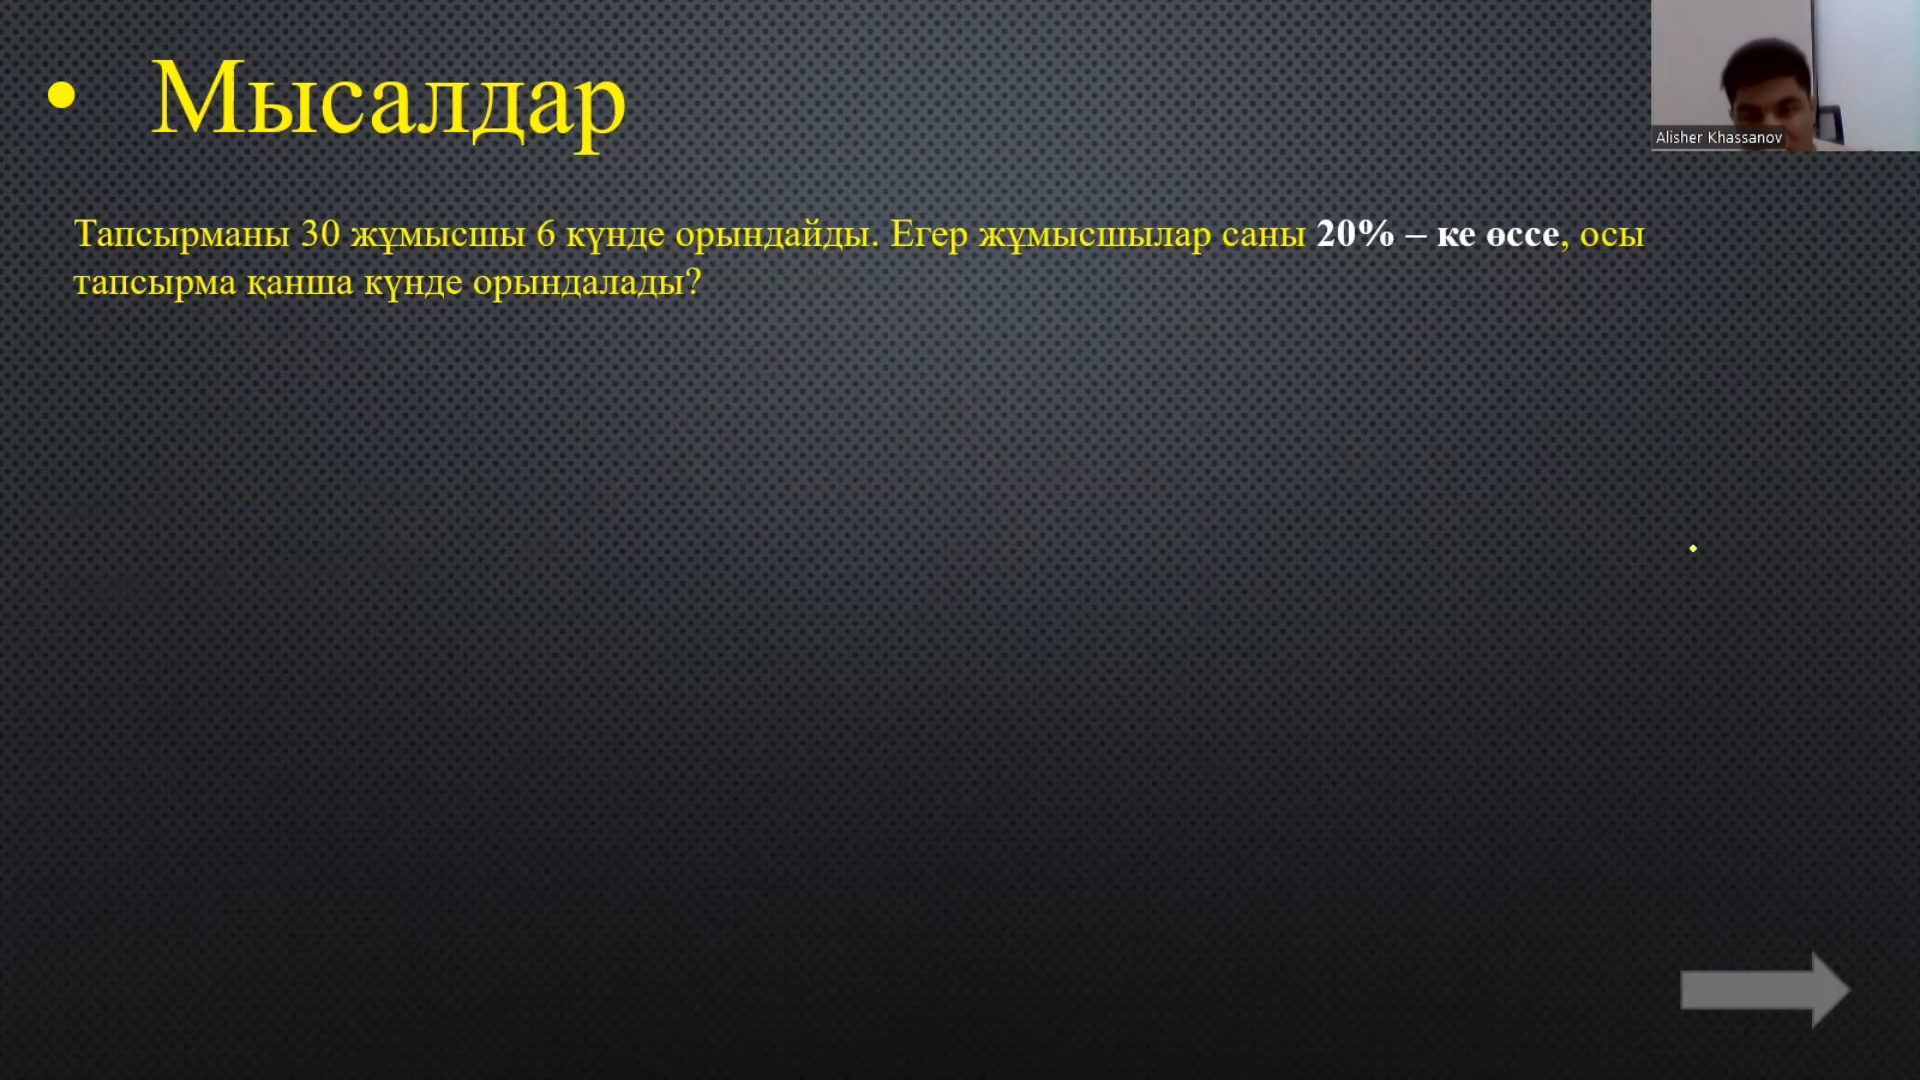 • Мысалдар
Alisher Khassanov
Тапсырманы 30 жұмысшы 6 күнде орындайды. Егер жұмысшылар саны 20% – ке өссе, осы
тапсырма қанша күнде орындалады?